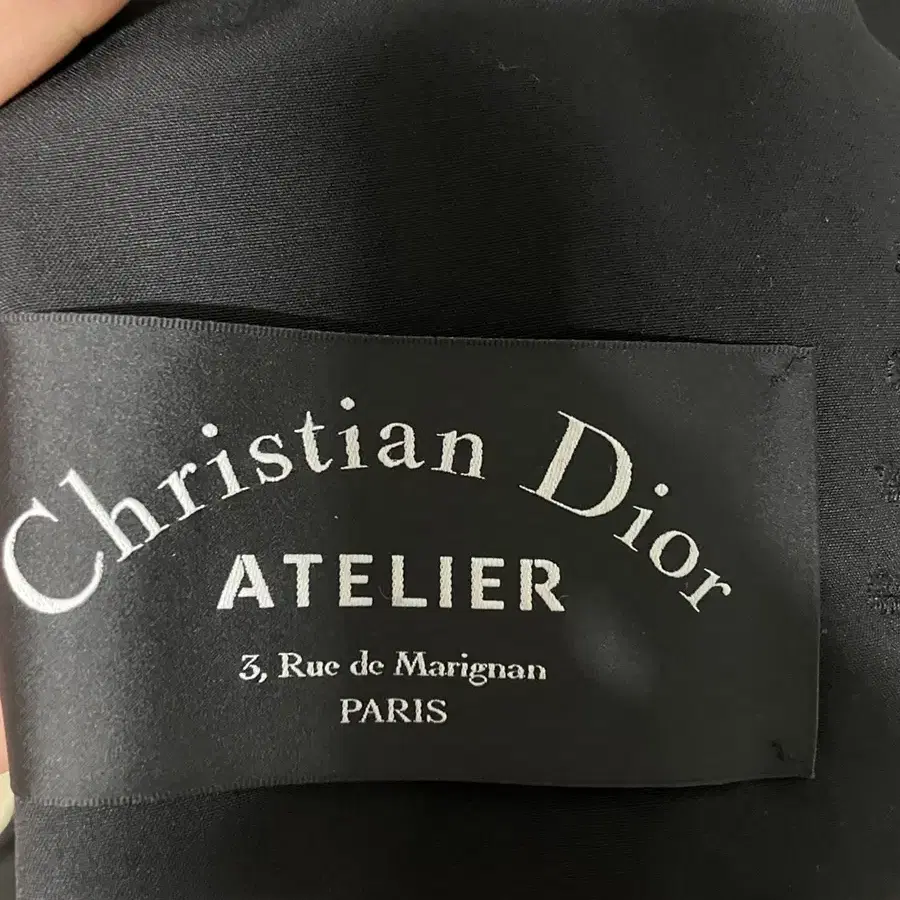 Christian Dior
ATELIER
3, Rue de Marignan
PARIS